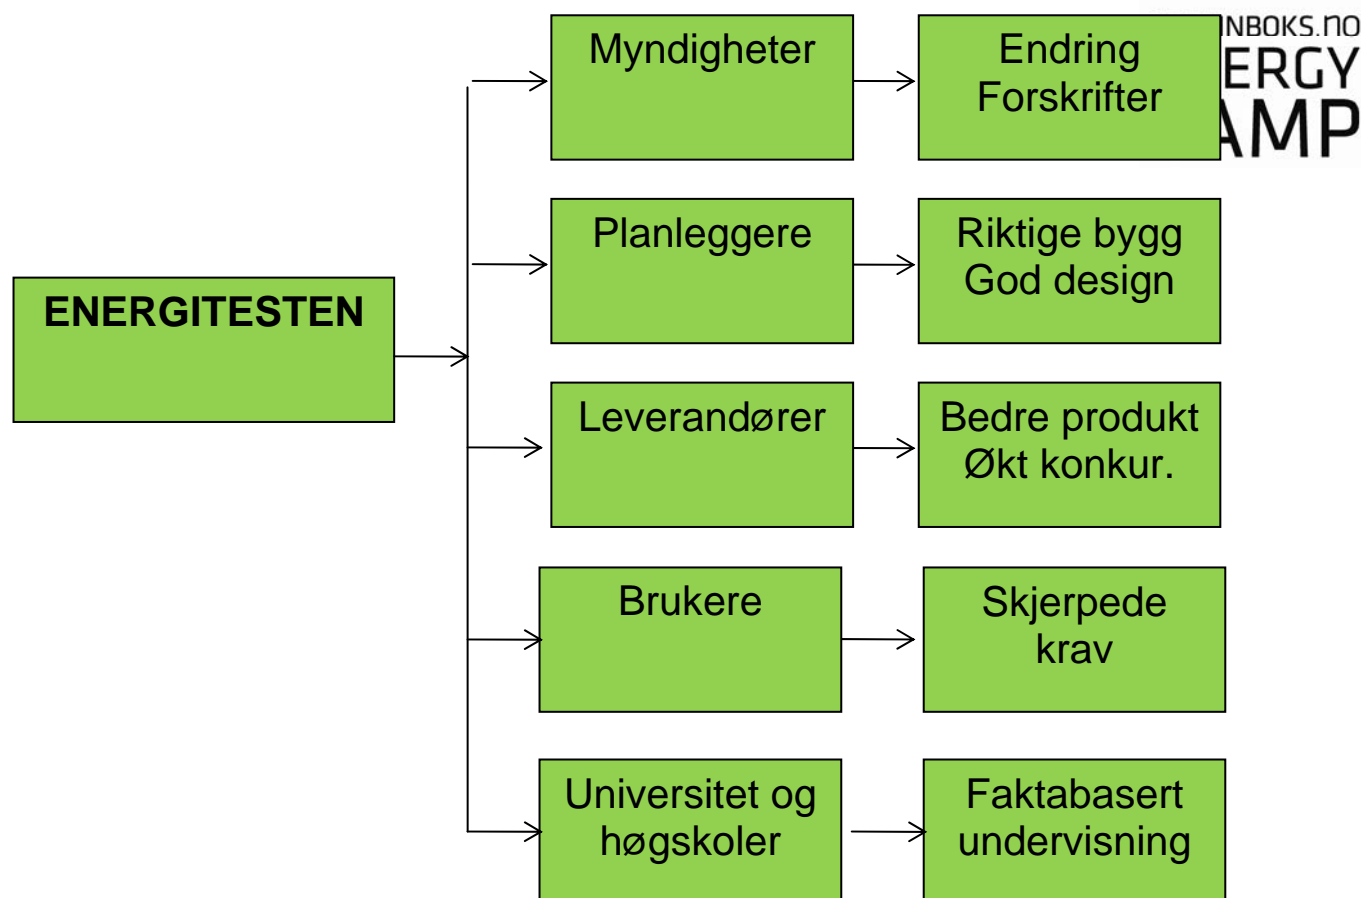 Myndigheter
Endring
Forskrifter
NBOKS.NO
ERGY
AMP
Planleggere
Riktige bygg
God design
ENERGITESTEN
Leverandører
Bedre produkt
Økt konkur.
Brukere
Skjerpede
krav
Universitet og
høgskoler
Faktabasert
undervisning